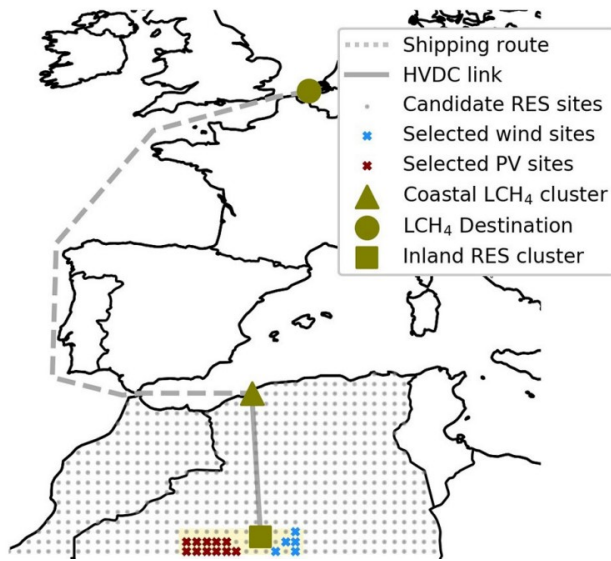 Shipping route
HVDC link
Candidate RES sites
Selected wind sites
Selected PV sites
Coastal LCH₄ cluster
LCH₄ Destination
Inland RES cluster